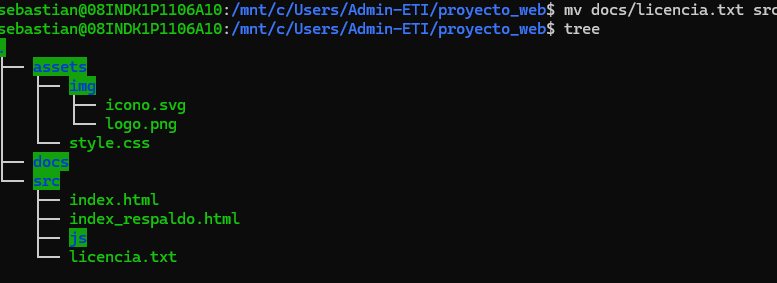 sebastian@08INDK1P1106A10:/mnt/c/Users/Admin-ETI/proyecto_web$ mv docs/licencia.txt src
sebastian@08INDK1P1106A10:/mnt/c/Users/Admin-ETI/proyecto_web$ tree
.
├── assets
│   ├── img
│   │   ├── icono.svg
│   │   └── logo.png
│   └── style.css
├── docs
└── src
    ├── index.html
    ├── index_respaldo.html
    ├── js
    └── licencia.txt